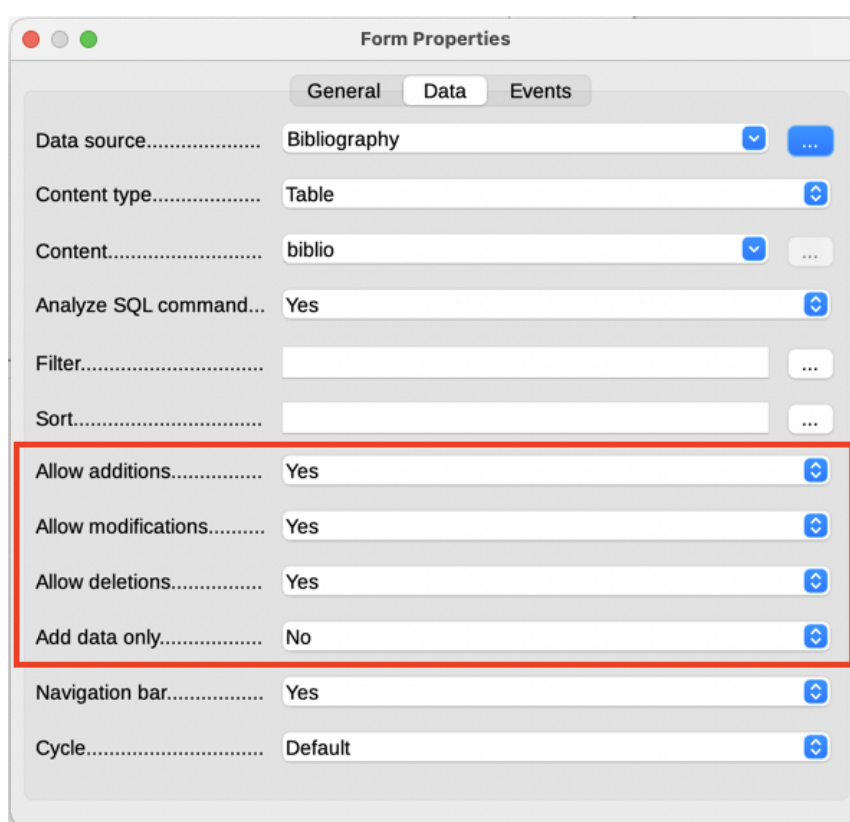 Form Properties
General Data Events
Data source.................... Bibliography ...
Content type................... Table
Content.......................... biblio ...
Analyze SQL command... Yes
Filter............................... ...
Sort................................ ...
Allow additions................ Yes
Allow modifications.......... Yes
Allow deletions................ Yes
Add data only.................. No
Navigation bar................. Yes
Cycle.............................. Default